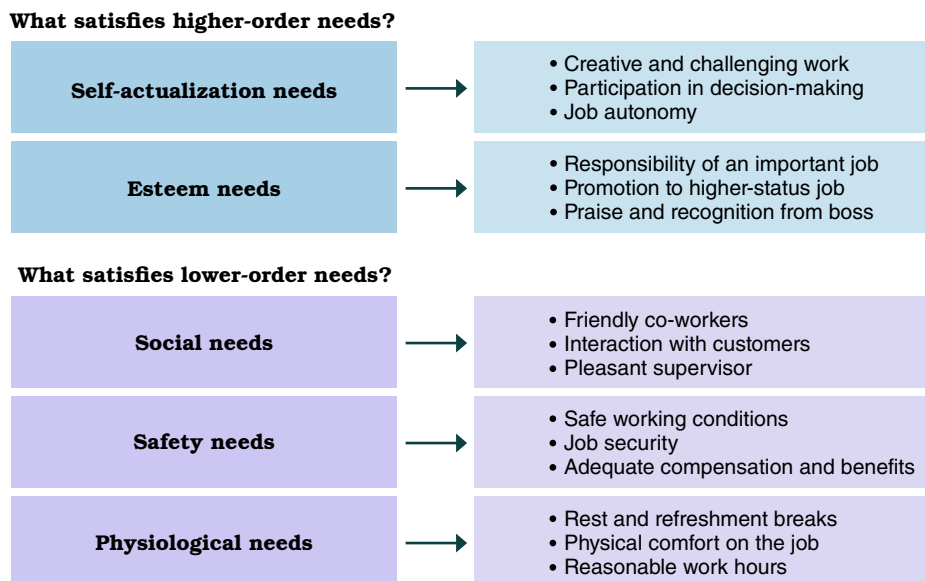 What satisfies higher-order needs?
Self-actualization needs
• Creative and challenging work
• Participation in decision-making
• Job autonomy
Esteem needs
• Responsibility of an important job
• Promotion to higher-status job
• Praise and recognition from boss
What satisfies lower-order needs?
Social needs
• Friendly co-workers
• Interaction with customers
• Pleasant supervisor
Safety needs
• Safe working conditions
• Job security
• Adequate compensation and benefits
Physiological needs
• Rest and refreshment breaks
• Physical comfort on the job
• Reasonable work hours